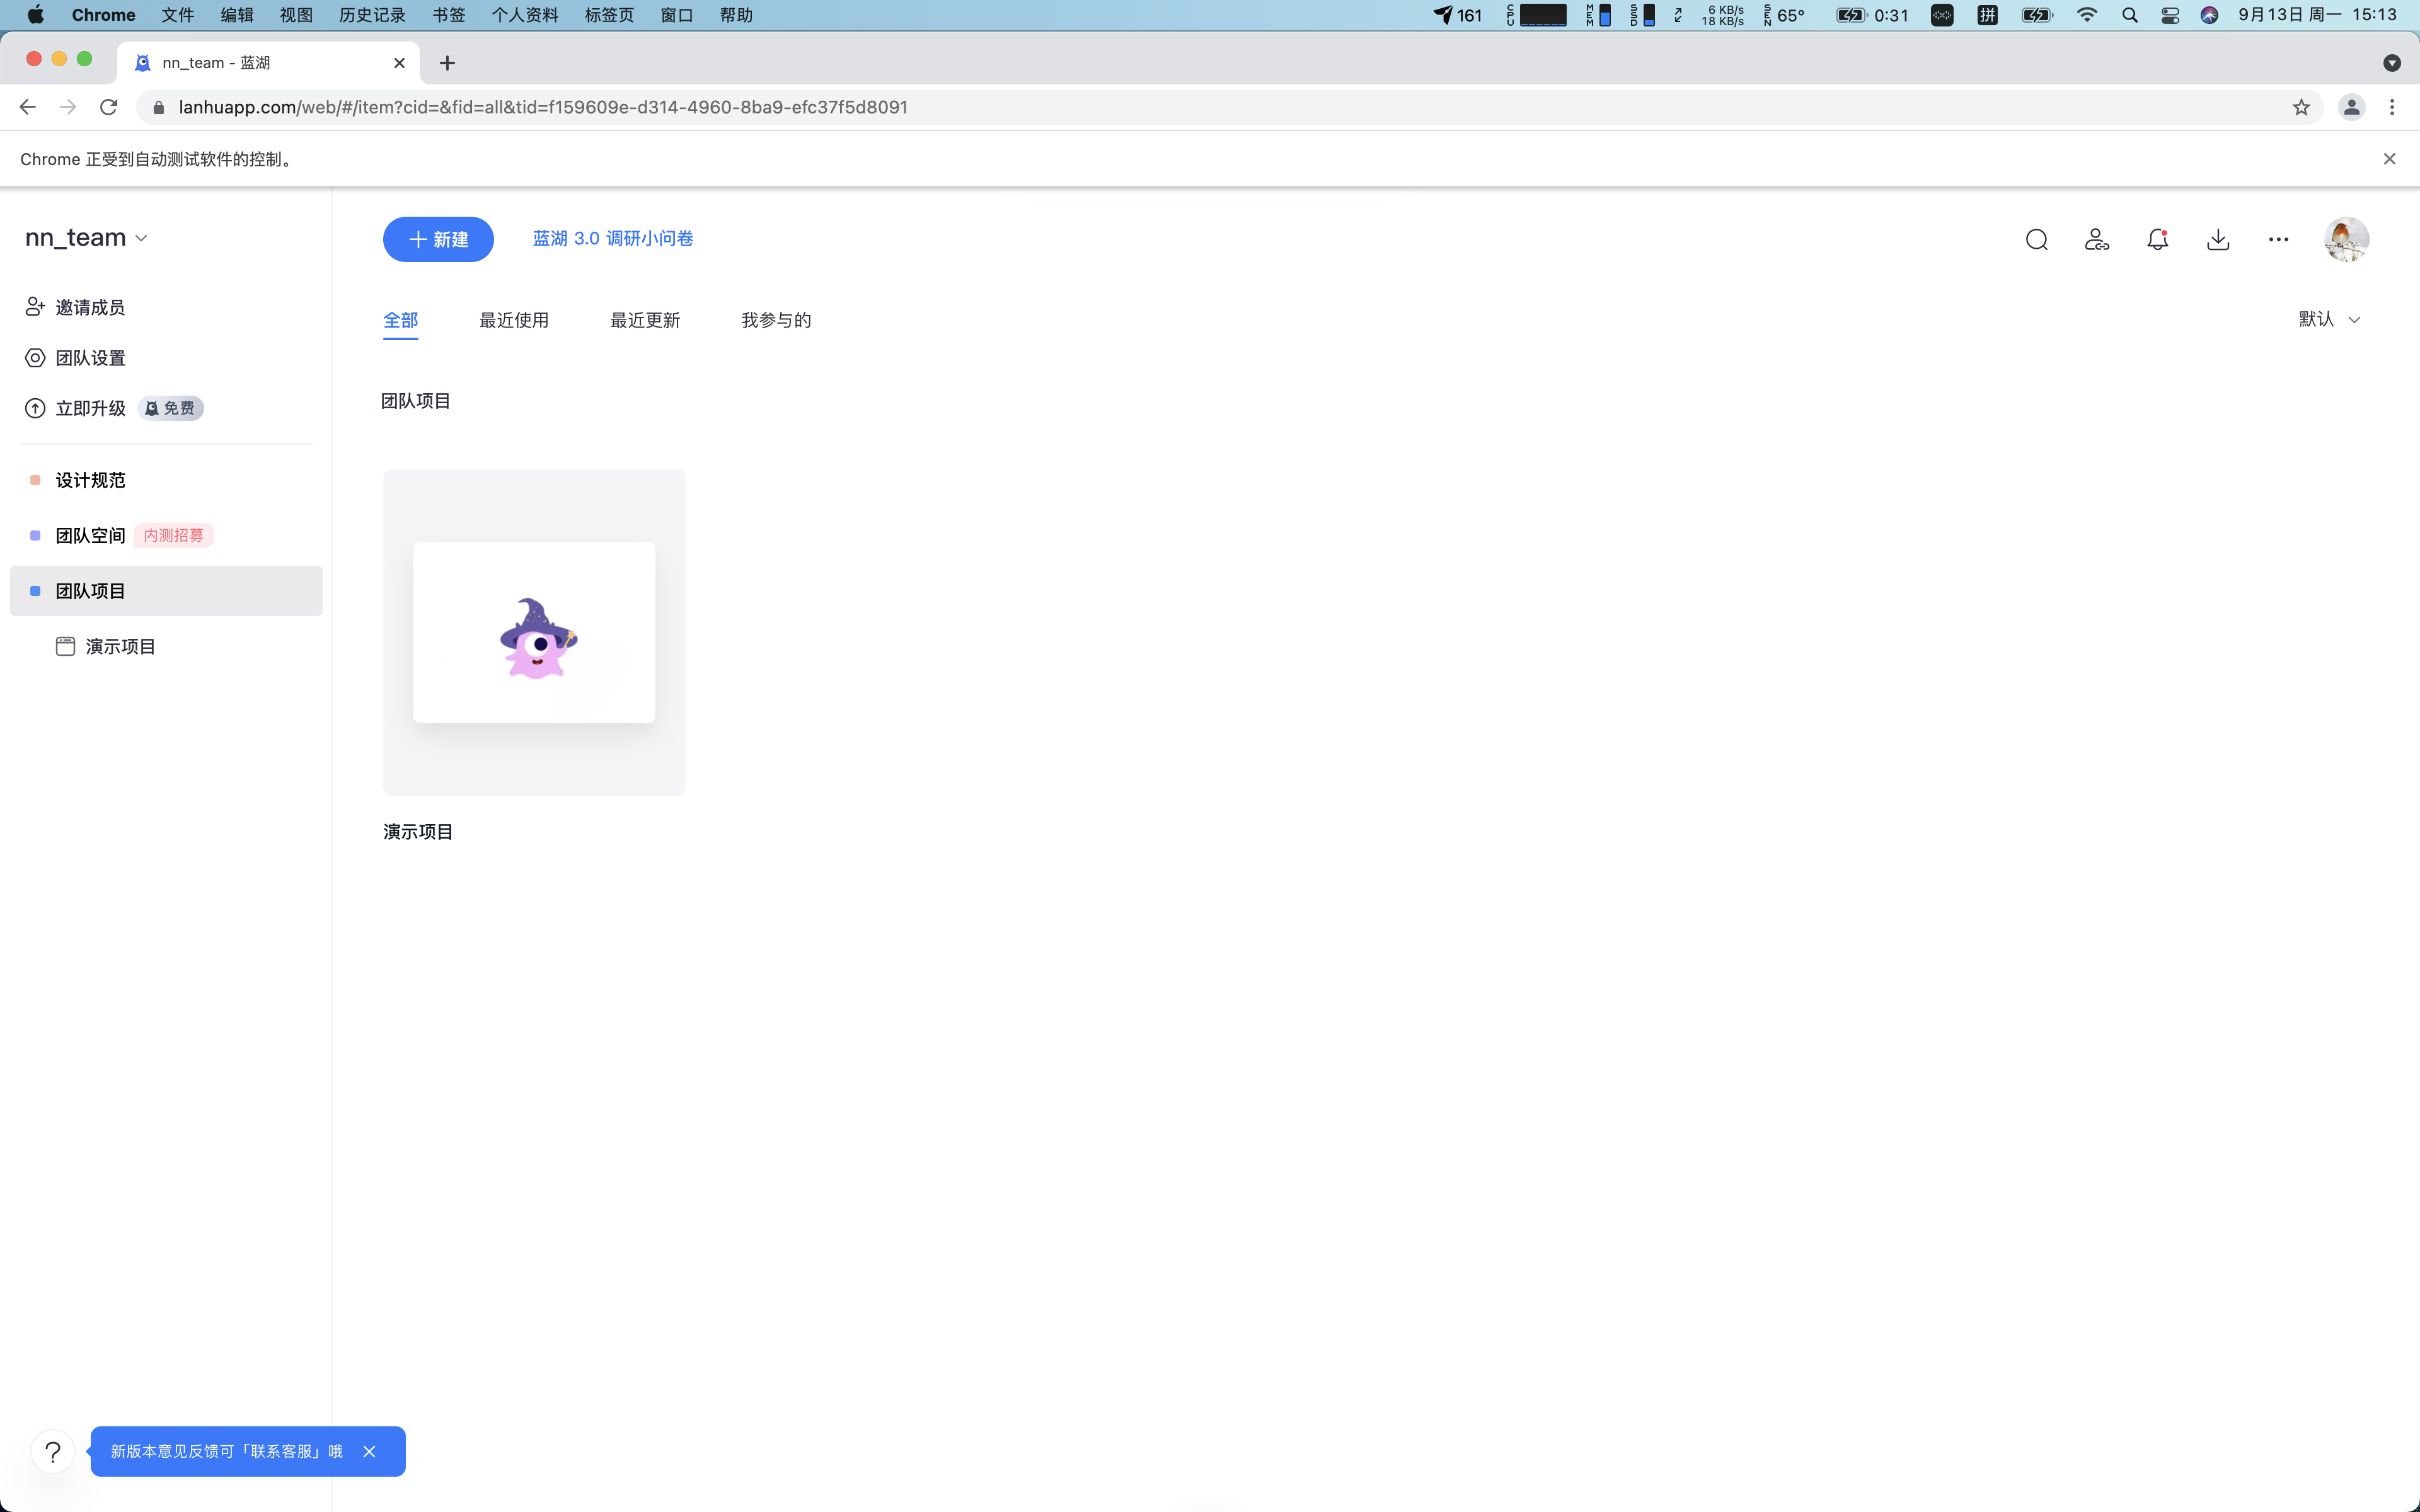 Chrome 文件 编辑 视图 历史记录 书签 个人资料 标签页 窗口 帮助 161 CPU MEM SSD 6 KB/s 18 KB/s SEN 65° 0:31 拼 9月13日 周一 15:13
nn_team - 蓝湖
lanhuapp.com/web/#/item?cid=&fid=all&tid=f159609e-d314-4960-8ba9-efc37f5d8091
Chrome 正受到自动测试软件的控制。
nn_team
新建 蓝湖 3.0 调研小问卷
邀请成员
全部 最近使用 最近更新 我参与的 默认
团队设置
团队项目
立即升级 免费
设计规范
团队空间 内测招募
团队项目
演示项目
演示项目
? 新版本意见反馈可「联系客服」哦